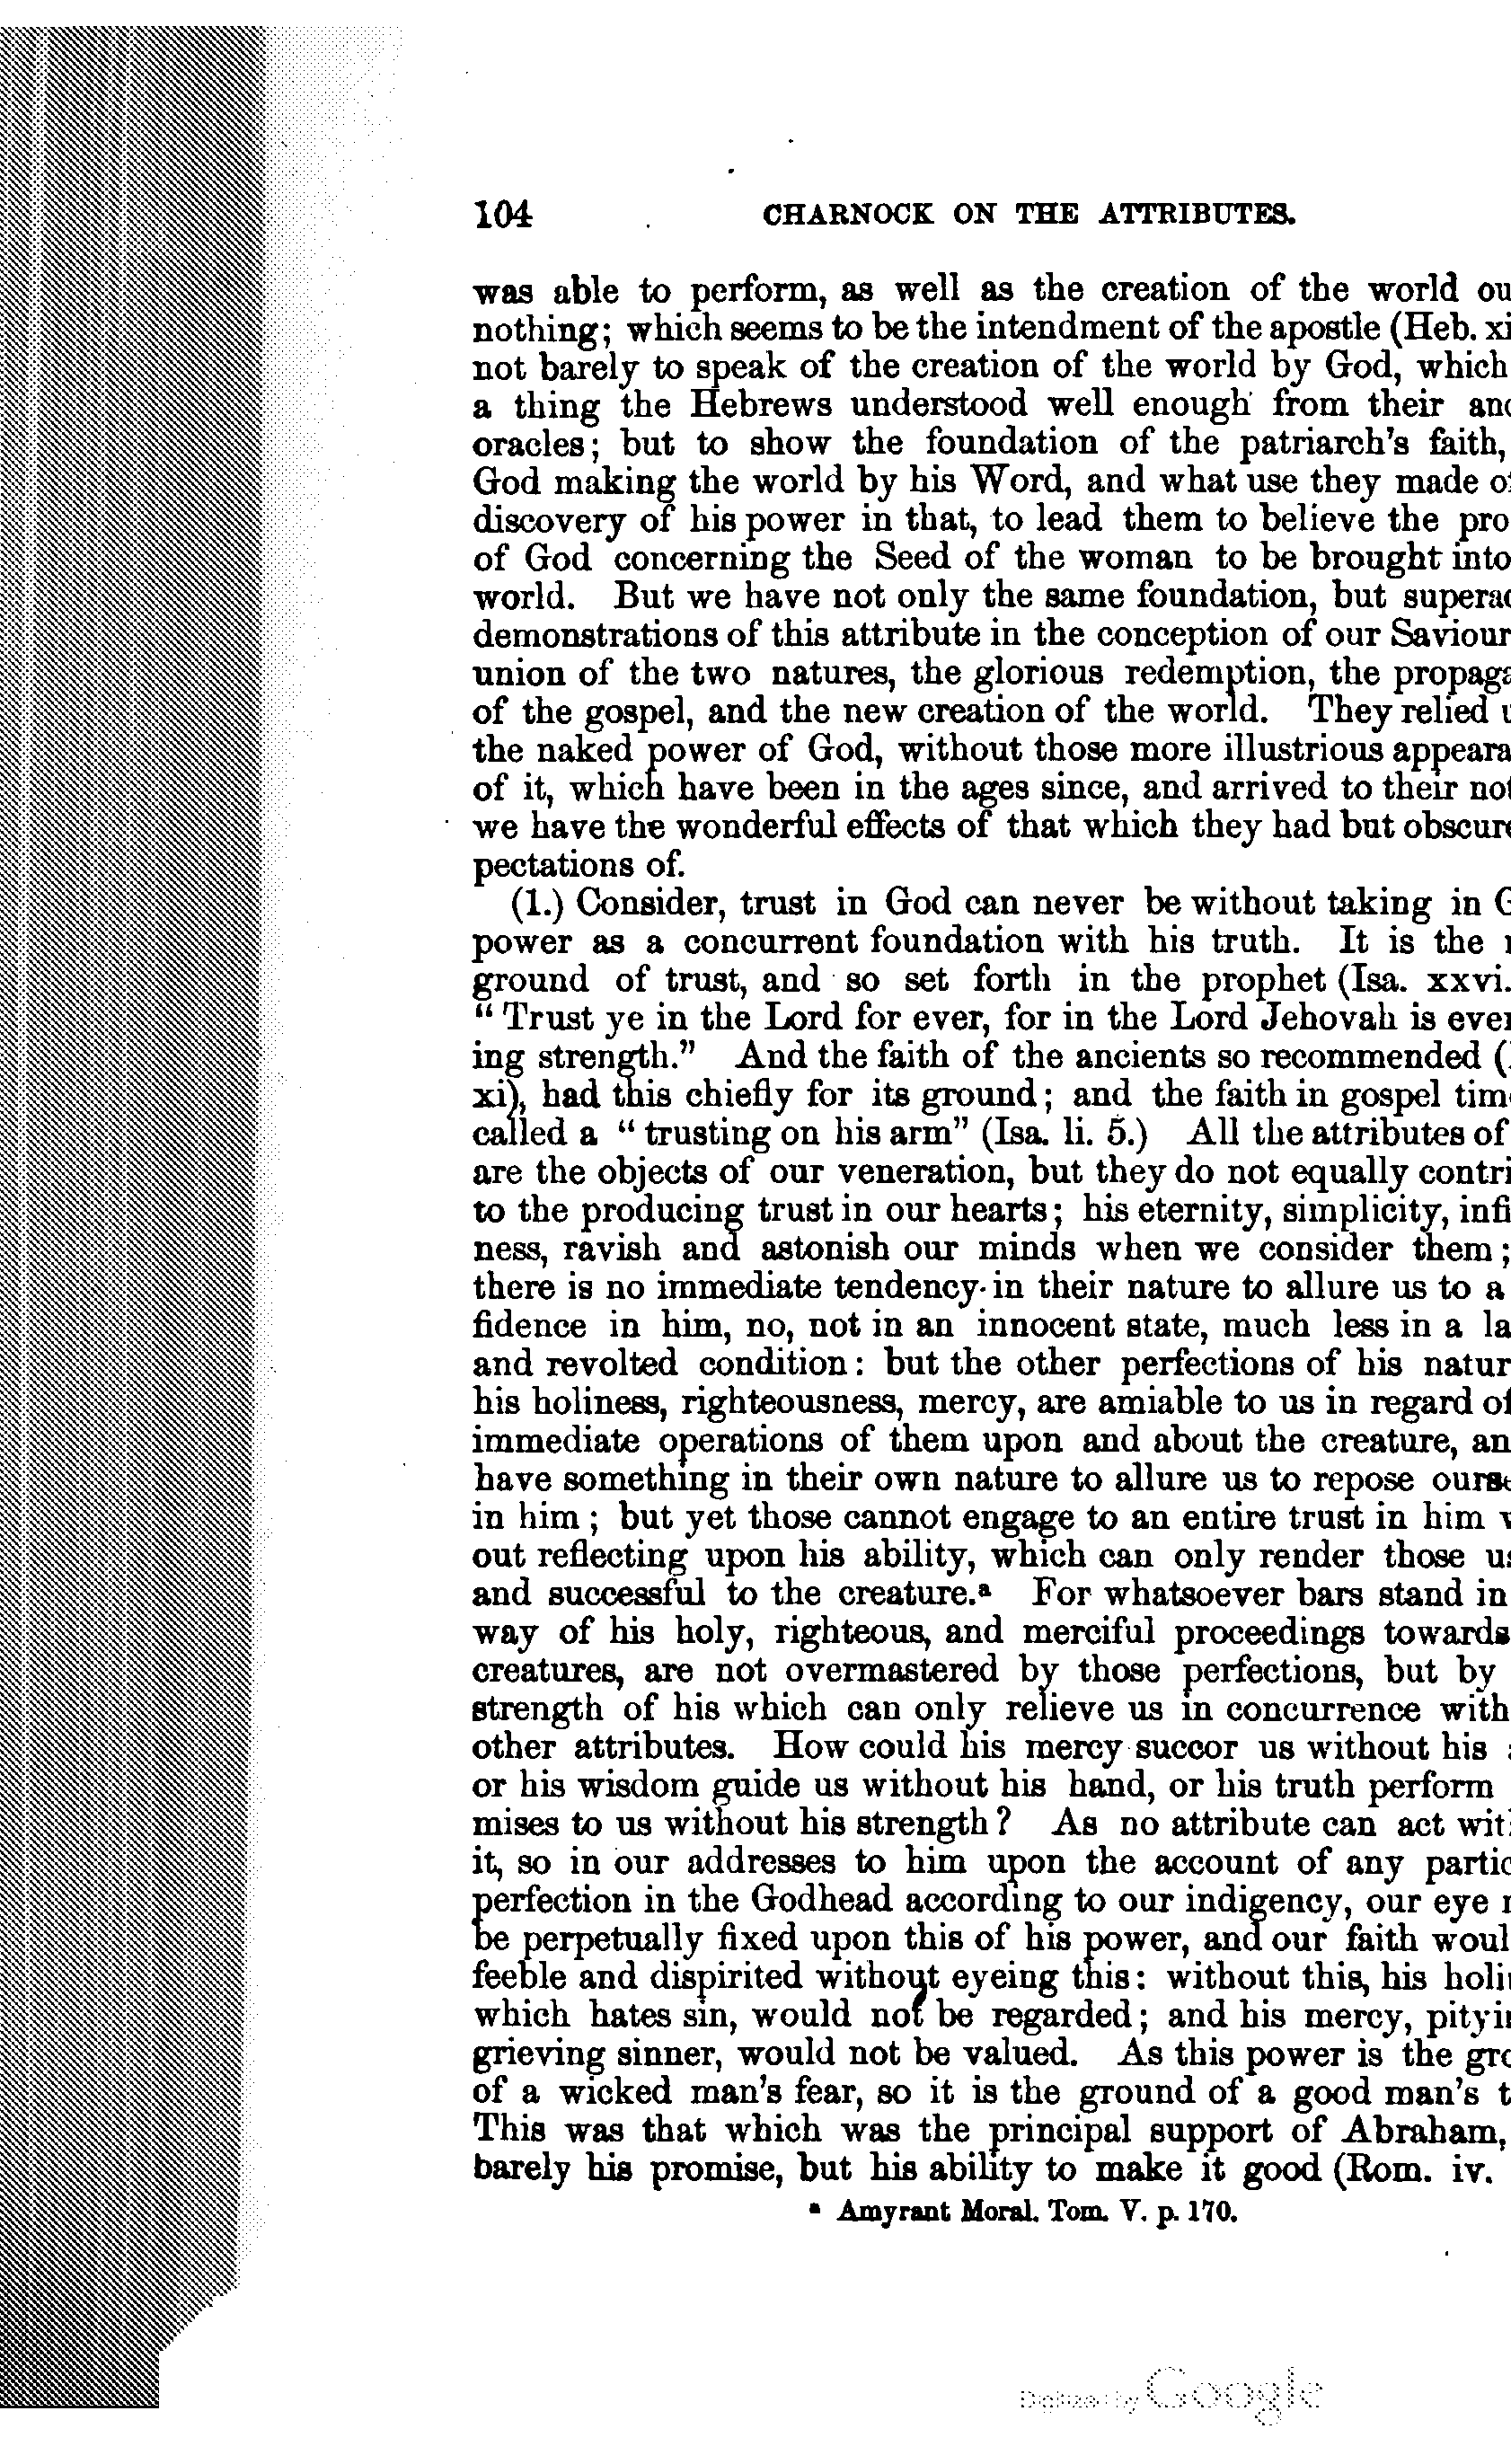 104 CHARNOCK ON THE ATTRIBUTES.
was able to perform, as well as the creation of the world ou
nothing; which seems to be the intendment of the apostle (Heb. xi
not barely to speak of the creation of the world by God, which
a thing the Hebrews understood well enough from their anc
oracles; but to show the foundation of the patriarch's faith,
God making the world by his Word, and what use they made of
discovery of his power in that, to lead them to believe the pro
of God concerning the Seed of the woman to be brought into
world. But we have not only the same foundation, but superad
demonstrations of this attribute in the conception of our Saviour
union of the two natures, the glorious redemption, the propaga
of the gospel, and the new creation of the world. They relied u
the naked power of God, without those more illustrious appeara
of it, which have been in the ages since, and arrived to their not
we have the wonderful effects of that which they had but obscure
pectations of.
(1.) Consider, trust in God can never be without taking in G
power as a concurrent foundation with his truth. It is the
ground of trust, and so set forth in the prophet (Isa. xxvi.
“Trust ye in the Lord for ever, for in the Lord Jehovah is ever
ing strength.” And the faith of the ancients so recommended (
xi), had this chiefly for its ground; and the faith in gospel tim
called a “trusting on his arm” (Isa. li. 5.) All the attributes of
are the objects of our veneration, but they do not equally contri
to the producing trust in our hearts; his eternity, simplicity, infi
ness, ravish and astonish our minds when we consider them;
there is no immediate tendency in their nature to allure us to a
fidence in him, no, not in an innocent state, much less in a la
and revolted condition: but the other perfections of his natur
his holiness, righteousness, mercy, are amiable to us in regard of
immediate operations of them upon and about the creature, an
have something in their own nature to allure us to repose ourse
in him; but yet those cannot engage to an entire trust in him w
out reflecting upon his ability, which can only render those us
and successful to the creature.ª For whatsoever bars stand in
way of his holy, righteous, and merciful proceedings towards
creatures, are not overmastered by those perfections, but by
strength of his which can only relieve us in concurrence with
other attributes. How could his mercy succor us without his
or his wisdom guide us without his hand, or his truth perform
mises to us without his strength? As no attribute can act wit
it, so in our addresses to him upon the account of any partic
perfection in the Godhead according to our indigency, our eye
be perpetually fixed upon this of his power, and our faith woul
feeble and dispirited without eyeing this: without this, his holi
which hates sin, would not be regarded; and his mercy, pityin
grieving sinner, would not be valued. As this power is the gro
of a wicked man's fear, so it is the ground of a good man's t
This was that which was the principal support of Abraham,
barely his promise, but his ability to make it good (Rom. iv.
ª Amyrant Moral. Tom. V. p. 170.
Digitized by Google